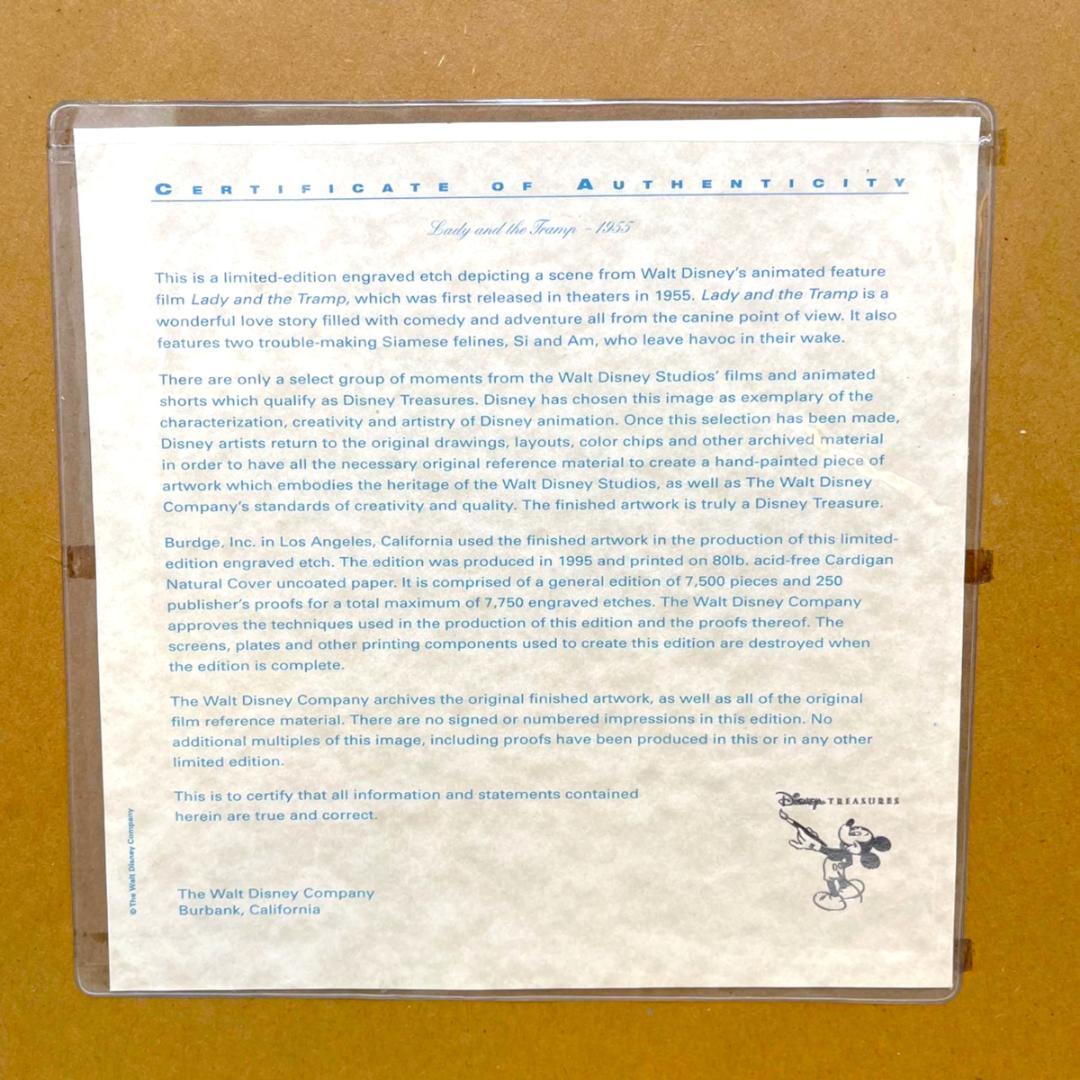 CERTIFICATE OF AUTHENTICITY
Lady and the Tramp - 1955
This is a limited-edition engraved etch depicting a scene from Walt Disney's animated feature
film Lady and the Tramp, which was first released in theaters in 1955. Lady and the Tramp is a
wonderful love story filled with comedy and adventure all from the canine point of view. It also
features two trouble-making Siamese felines, Si and Am, who leave havoc in their wake.
There are only a select group of moments from the Walt Disney Studios' films and animated
shorts which qualify as Disney Treasures. Disney has chosen this image as exemplary of the
characterization, creativity and artistry of Disney animation. Once this selection has been made,
Disney artists return to the original drawings, layouts, color chips and other archived material
in order to have all the necessary original reference material to create a hand-painted piece of
artwork which embodies the heritage of the Walt Disney Studios, as well as The Walt Disney
Company's standards of creativity and quality. The finished artwork is truly a Disney Treasure.
Burdge, Inc. in Los Angeles, California used the finished artwork in the production of this limited-
edition engraved etch. The edition was produced in 1995 and printed on 80lb. acid-free Cardigan
Natural Cover uncoated paper. It is comprised of a general edition of 7,500 pieces and 250
publisher's proofs for a total maximum of 7,750 engraved etches. The Walt Disney Company
approves the techniques used in the production of this edition and the proofs thereof. The
screens, plates and other printing components used to create this edition are destroyed when
the edition is complete.
The Walt Disney Company archives the original finished artwork, as well as all of the original
film reference material. There are no signed or numbered impressions in this edition. No
additional multiples of this image, including proofs have been produced in this or in any other
limited edition.
This is to certify that all information and statements contained
herein are true and correct.
Disney TREASURES
The Walt Disney Company
Burbank, California
© The Walt Disney Company